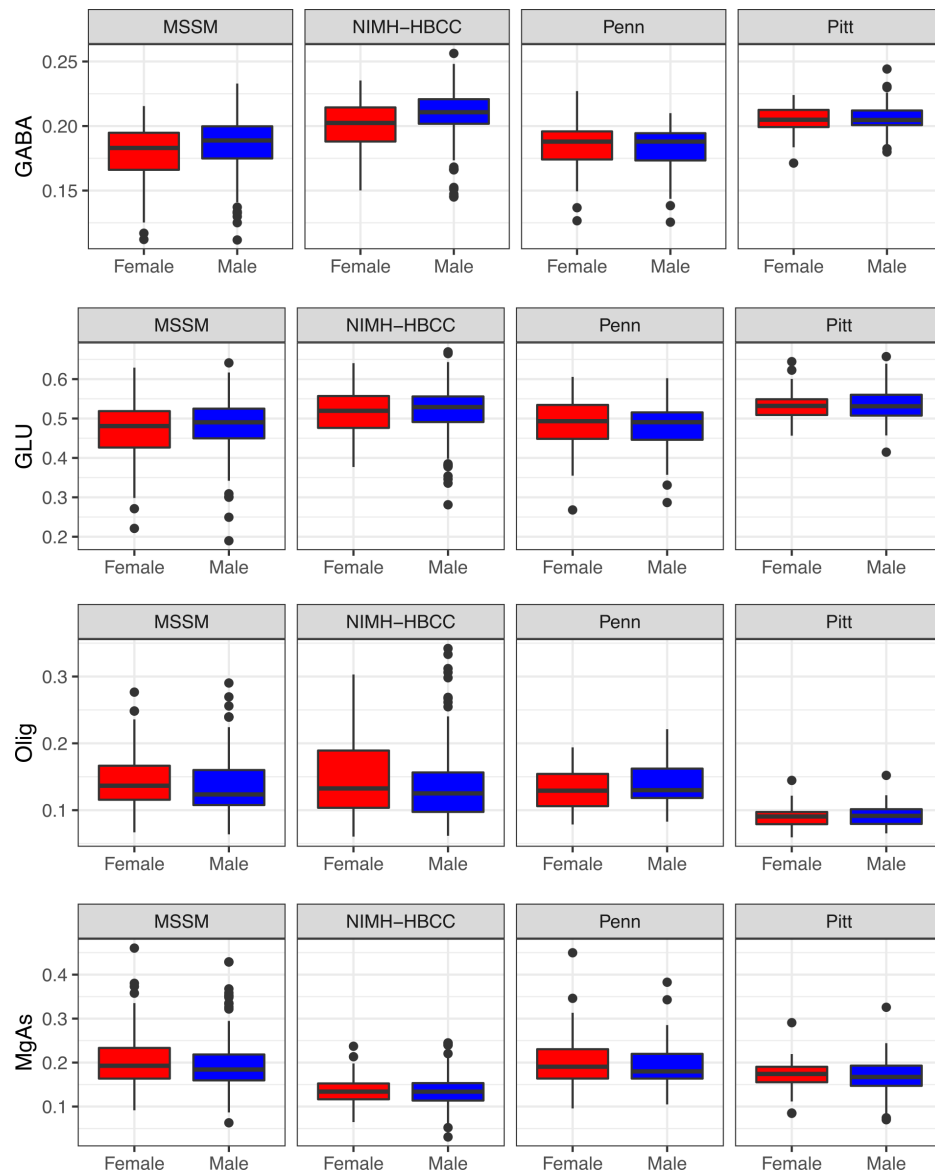 MSSM NIMH−HBCC Penn Pitt
GABA
0.25
0.20
0.15
Female Male Female Male Female Male Female Male
MSSM NIMH−HBCC Penn Pitt
GLU
0.6
0.5
0.4
0.3
0.2
Female Male Female Male Female Male Female Male
MSSM NIMH−HBCC Penn Pitt
Olig
0.3
0.2
0.1
Female Male Female Male Female Male Female Male
MSSM NIMH−HBCC Penn Pitt
MgAs
0.4
0.3
0.2
0.1
Female Male Female Male Female Male Female Male